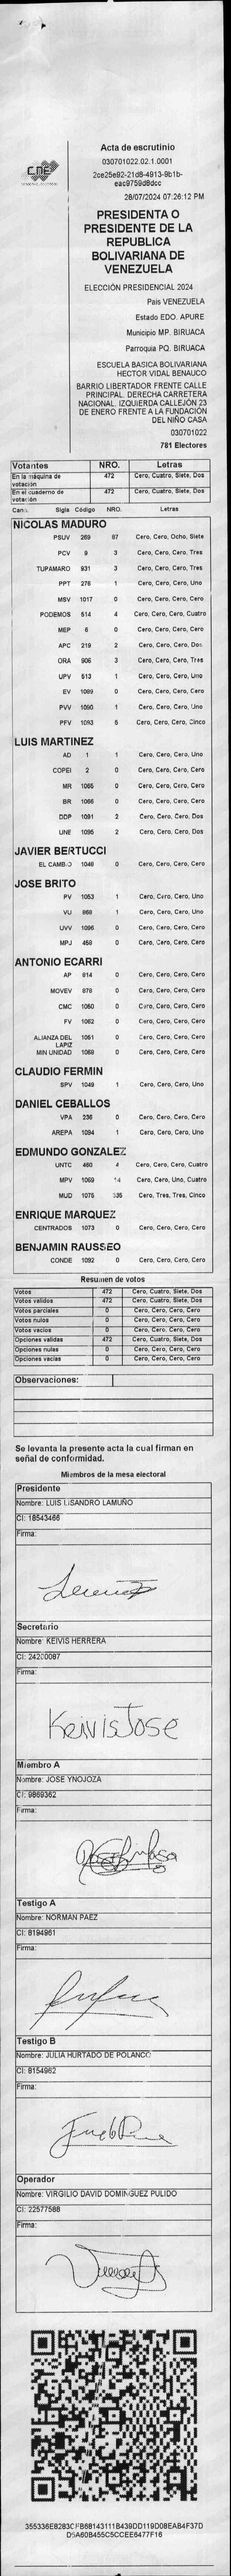 CNE
Acta de escrutinio
030701022.02.1.0001
2ce25e92-21d8-4913-9b1b-
eac9759d8dcc
28/07/2024 07:26:12 PM
PRESIDENTA O
PRESIDENTE DE LA
REPUBLICA
BOLIVARIANA DE
VENEZUELA
ELECCIÓN PRESIDENCIAL 2024
País VENEZUELA
Estado EDO. APURE
Municipio MP. BIRUACA
Parroquia PQ. BIRUACA
ESCUELA BASICA BOLIVARIANA
HECTOR VIDAL BENAUCO
BARRIO LIBERTADOR FRENTE CALLE
PRINCIPAL. DERECHA CARRETERA
NACIONAL. IZQUIERDA CALLEJÓN 23
DE ENERO FRENTE A LA FUNDACIÓN
DEL NIÑO CASA
030701022
781 Electores
Votantes NRO. Letras
En la máquina de votación 472 Cero, Cuatro, Siete, Dos
En el cuaderno de votación 472 Cero, Cuatro, Siete, Dos
Sigla Código NRO. Letras
NICOLAS MADURO
PSUV 269 87 Cero, Cero, Ocho, Siete
PCV 9 3 Cero, Cero, Cero, Tres
TUPAMARO 931 3 Cero, Cero, Cero, Tres
PPT 276 1 Cero, Cero, Cero, Uno
MSV 1017 0 Cero, Cero, Cero, Cero
PODEMOS 514 4 Cero, Cero, Cero, Cuatro
MEP 6 0 Cero, Cero, Cero, Cero
APC 219 2 Cero, Cero, Cero, Dos
ORA 906 3 Cero, Cero, Cero, Tres
UPV 613 1 Cero, Cero, Cero, Uno
EV 1089 0 Cero, Cero, Cero, Cero
PVV 1090 1 Cero, Cero, Cero, Uno
PFV 1093 5 Cero, Cero, Cero, Cinco
LUIS MARTINEZ
AD 1 1 Cero, Cero, Cero, Uno
COPEI 2 0 Cero, Cero, Cero, Cero
MR 1065 0 Cero, Cero, Cero, Cero
BR 1066 0 Cero, Cero, Cero, Cero
DDP 1091 2 Cero, Cero, Cero, Dos
UNE 1095 2 Cero, Cero, Cero, Dos
JAVIER BERTUCCI
EL CAMBIO 1048 0 Cero, Cero, Cero, Cero
JOSE BRITO
PV 1053 1 Cero, Cero, Cero, Uno
VU 868 1 Cero, Cero, Cero, Uno
UVV 1096 0 Cero, Cero, Cero, Cero
MPJ 458 0 Cero, Cero, Cero, Cero
ANTONIO ECARRI
AP 814 0 Cero, Cero, Cero, Cero
MOVEV 878 0 Cero, Cero, Cero, Cero
CMC 1050 0 Cero, Cero, Cero, Cero
FV 1062 0 Cero, Cero, Cero, Cero
ALIANZA DEL LAPIZ 1051 0 Cero, Cero, Cero, Cero
MIN UNIDAD 1068 0 Cero, Cero, Cero, Cero
CLAUDIO FERMIN
SPV 1049 1 Cero, Cero, Cero, Uno
DANIEL CEBALLOS
VPA 236 0 Cero, Cero, Cero, Cero
AREPA 1094 1 Cero, Cero, Cero, Uno
EDMUNDO GONZALEZ
UNTC 460 4 Cero, Cero, Cero, Cuatro
MPV 1069 14 Cero, Cero, Uno, Cuatro
MUD 1075 335 Cero, Tres, Tres, Cinco
ENRIQUE MARQUEZ
CENTRADOS 1073 0 Cero, Cero, Cero, Cero
BENJAMIN RAUSSEO
CONDE 1092 0 Cero, Cero, Cero, Cero
Resumen de votos
Votos 472 Cero, Cuatro, Siete, Dos
Votos validos 472 Cero, Cuatro, Siete, Dos
Votos parciales 0 Cero, Cero, Cero, Cero
Votos nulos 0 Cero, Cero, Cero, Cero
Votos vacios 0 Cero, Cero, Cero, Cero
Opciones validas 472 Cero, Cuatro, Siete, Dos
Opciones nulas 0 Cero, Cero, Cero, Cero
Opciones vacias 0 Cero, Cero, Cero, Cero
Observaciones:
Se levanta la presente acta la cual firman en
señal de conformidad.
Miembros de la mesa electoral
Presidente
Nombre: LUIS LISANDRO LAMUÑO
CI: 18543466
Firma:
Secretario
Nombre: KEIVIS HERRERA
CI: 24200087
Firma:
Keivis Jose
Miembro A
Nombre: JOSE YNOJOZA
CI: 9869362
Firma:
Testigo A
Nombre: NORMAN PAEZ
CI: 8194961
Firma:
Testigo B
Nombre: JULIA HURTADO DE POLANCO
CI: 8154962
Firma:
Operador
Nombre: VIRGILIO DAVID DOMINGUEZ PULIDO
CI: 22577588
Firma:
355336E8283CFB68143111B439DD119D08EAB4F37D
D5A60B455C5CCEE6477F16